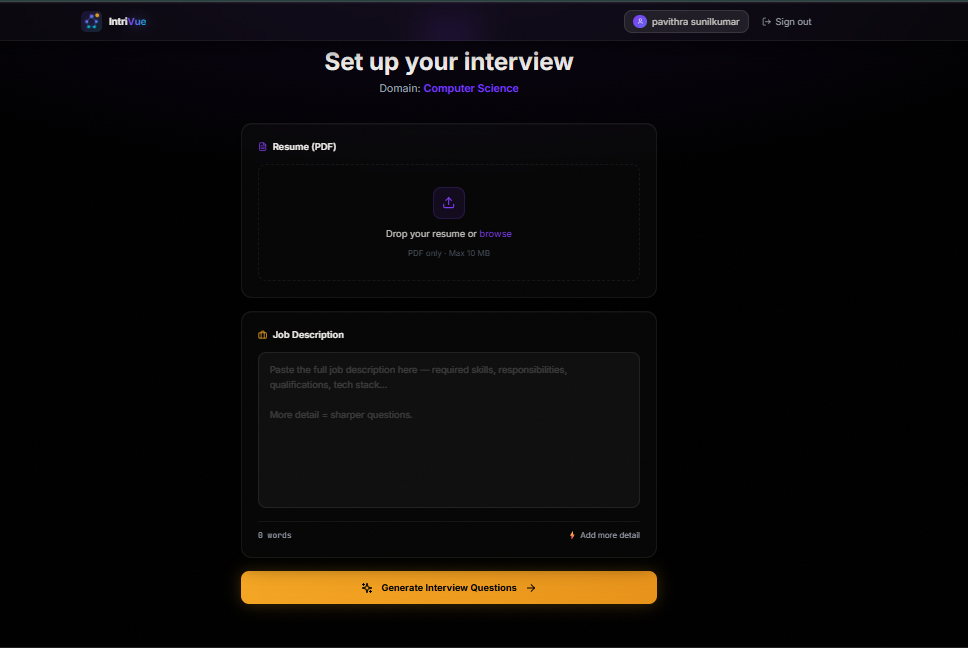 IntriVue
pavithra sunilkumar
Sign out
Set up your interview
Domain: Computer Science
Resume (PDF)
Drop your resume or browse
PDF only · Max 10 MB
Job Description
Paste the full job description here — required skills, responsibilities,
qualifications, tech stack...
More detail = sharper questions.
0 words
Add more detail
Generate Interview Questions →